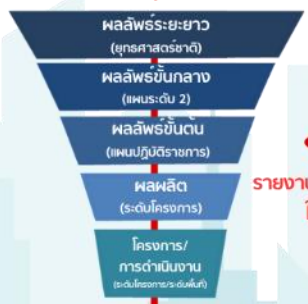 ผลลัพธ์ระยะยาว
(ยุทธศาสตร์ชาติ)
ผลลัพธ์ขั้นกลาง
(แผนระดับ 2)
ผลลัพธ์ขั้นต้น
(แผนปฏิบัติราชการ)
ผลผลิต
(ระดับโครงการ)
รายงาน
โครงการ/
การดำเนินงาน
(ระดับโครงการ/ระดับพื้นที่)